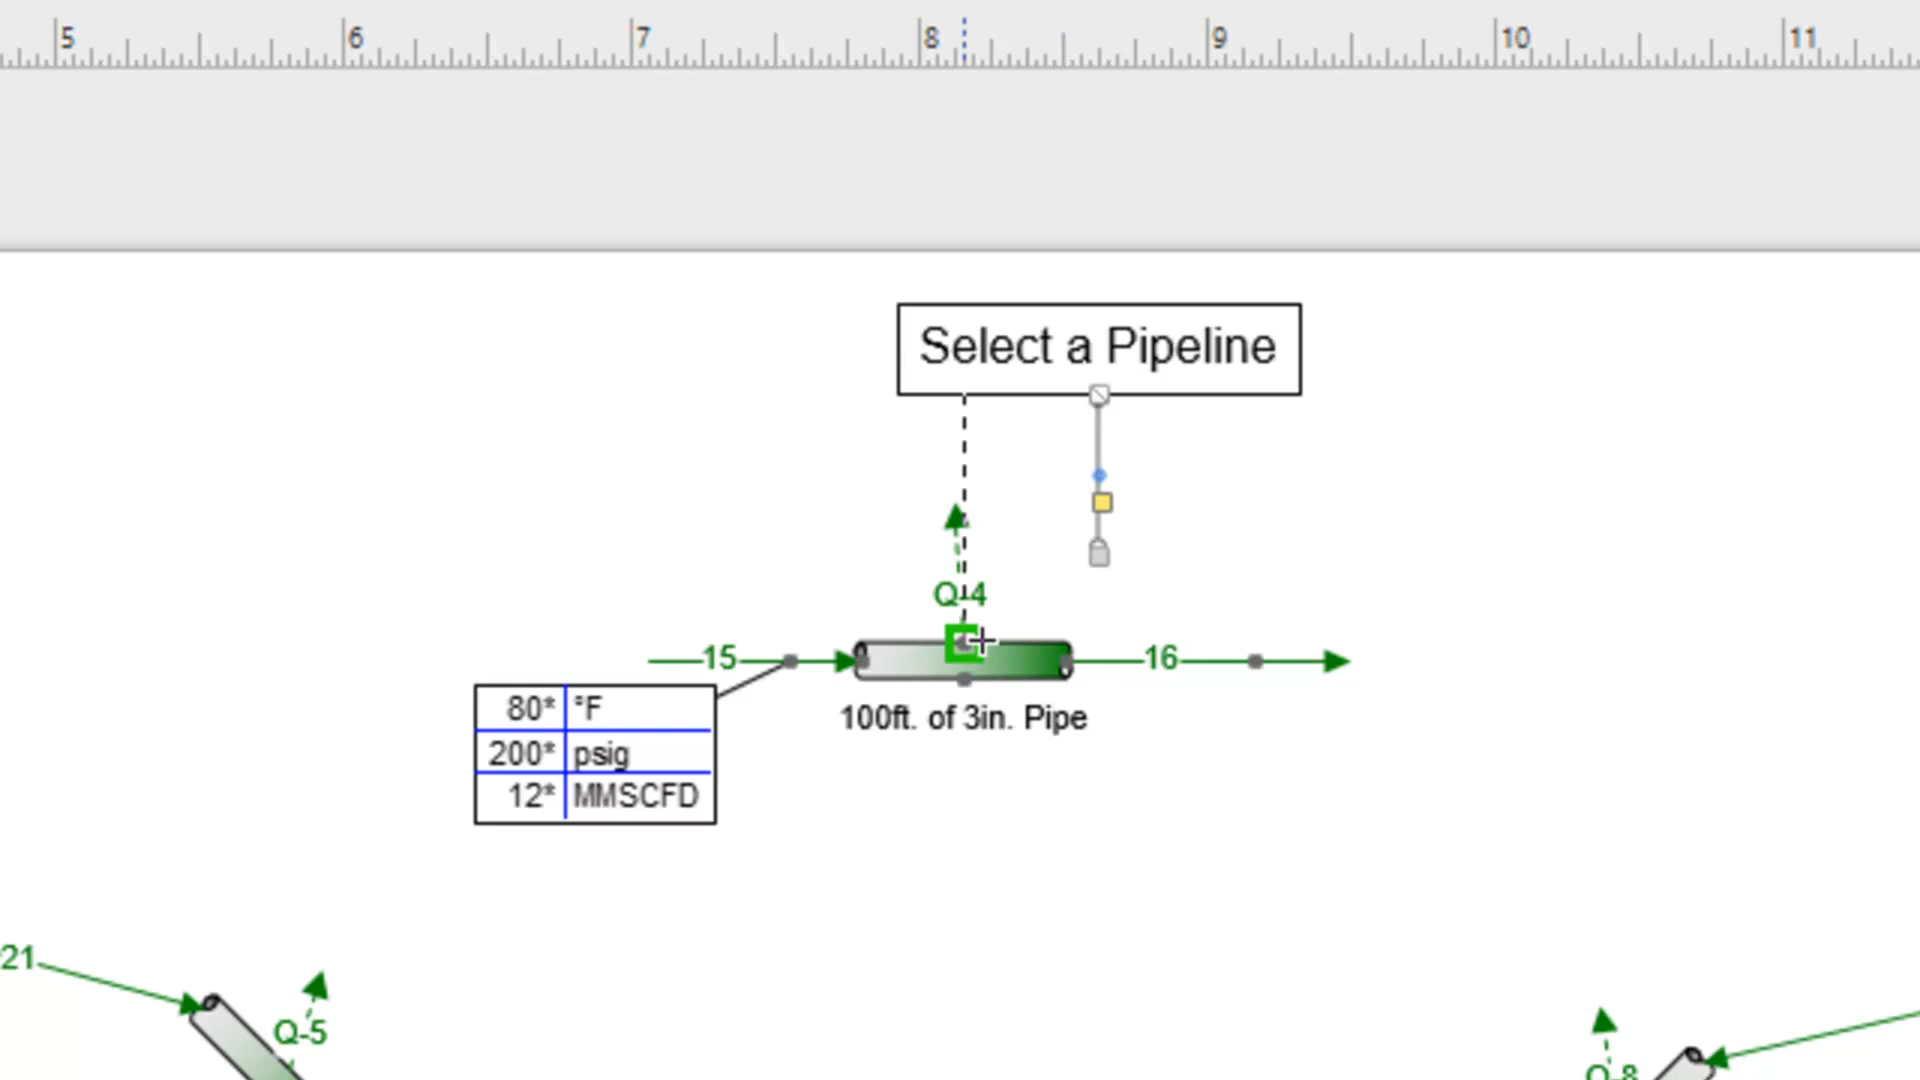 5 6 7 8 9 10 11
Select a Pipeline
Q-4
15 16
80* °F
200* psig
12* MMSCFD
100ft. of 3in. Pipe
21
Q-5
Q-8